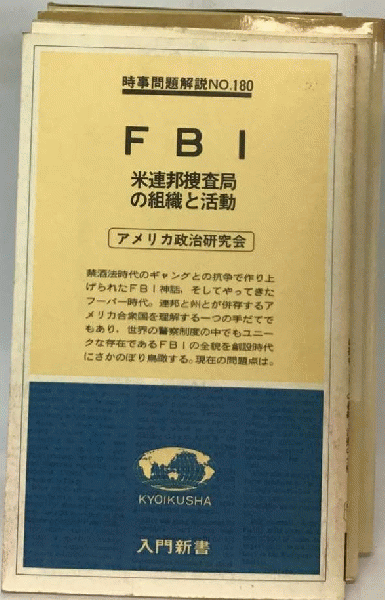 時事問題解説NO.180
FBI
米連邦捜査局
の組織と活動
アメリカ政治研究会
禁酒法時代のギャングとの抗争で作り上
げられたFBI神話，そしてやってきた
フーバー時代。連邦と州とが併存するア
メリカ合衆国を理解する一つの手だてで
もあり，世界の警察制度の中でもユニー
クな存在であるFBIの全貌を創設時代
にさかのぼり鳥瞰する。現在の問題点は。
KYOIKUSHA
入門新書